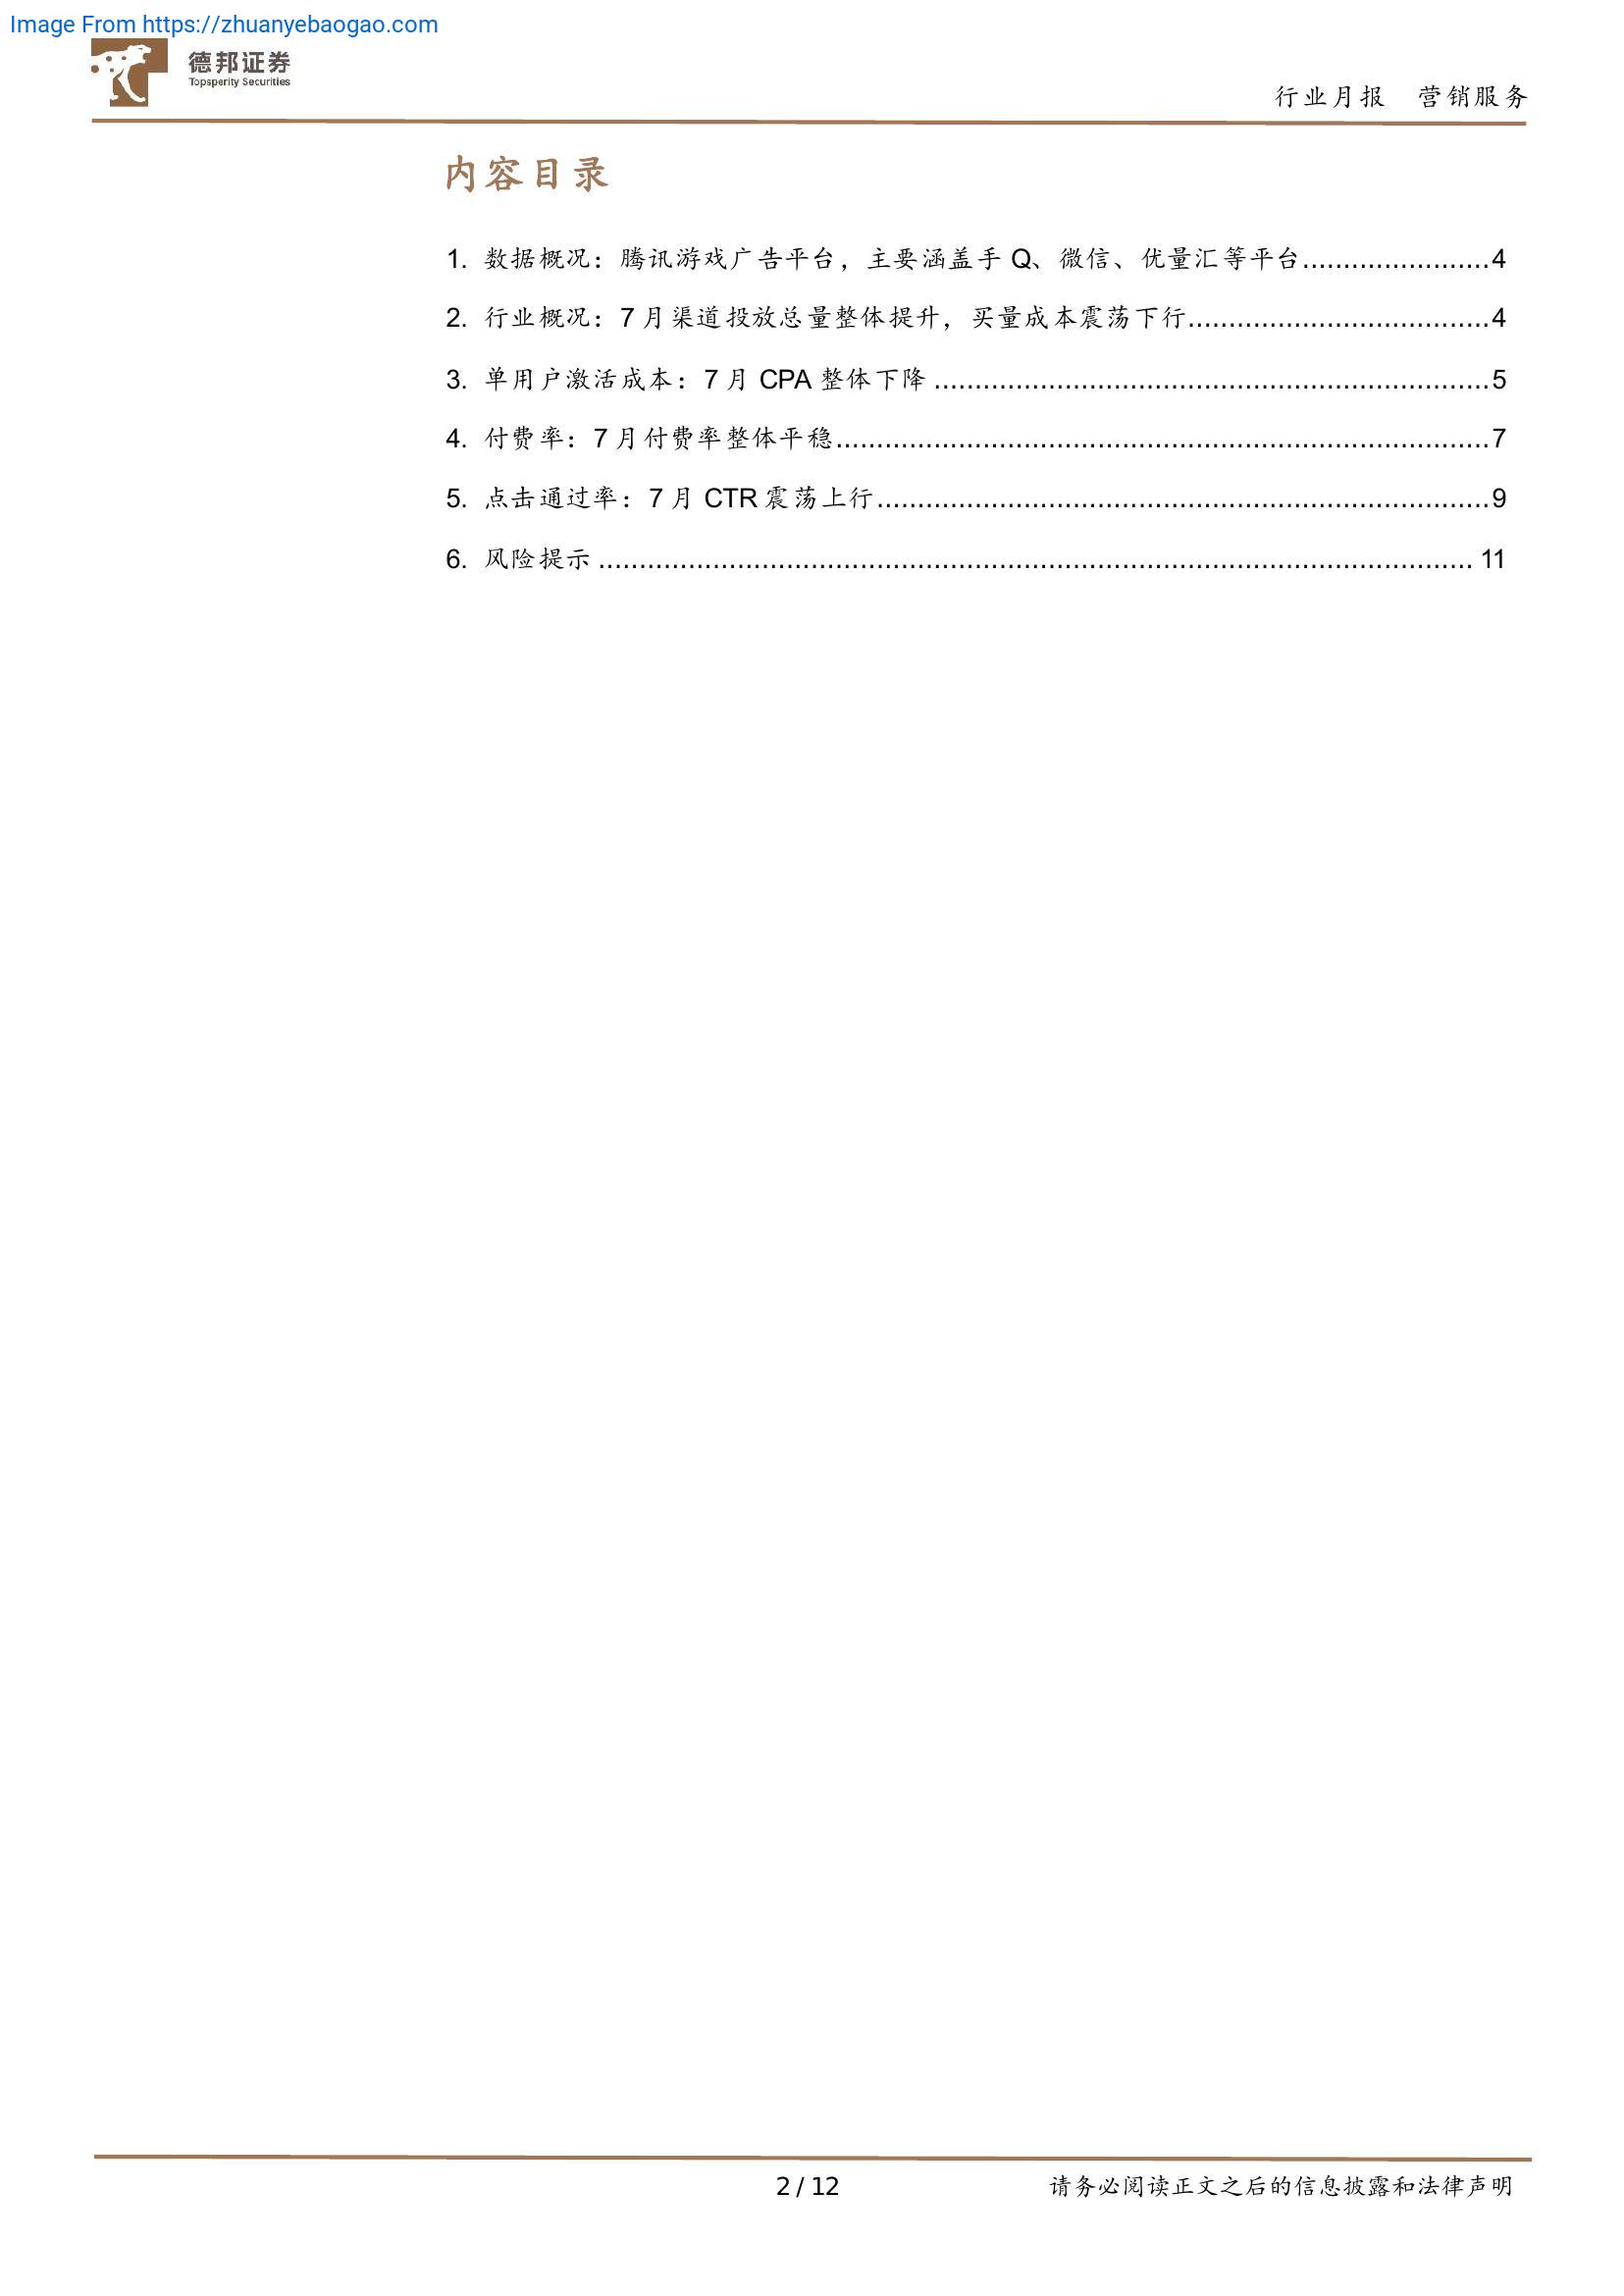 Image From https://zhuanyebaogao.com
德邦证券
Topsperity Securities
行业月报 营销服务
内容目录
1. 数据概况：腾讯游戏广告平台，主要涵盖手 Q、微信、优量汇等平台.......................4
2. 行业概况：7 月渠道投放总量整体提升，买量成本震荡下行.....................................4
3. 单用户激活成本：7 月 CPA 整体下降 ....................................................................5
4. 付费率：7 月付费率整体平稳................................................................................7
5. 点击通过率：7 月 CTR 震荡上行...........................................................................9
6. 风险提示 ........................................................................................................... 11
2 / 12 请务必阅读正文之后的信息披露和法律声明